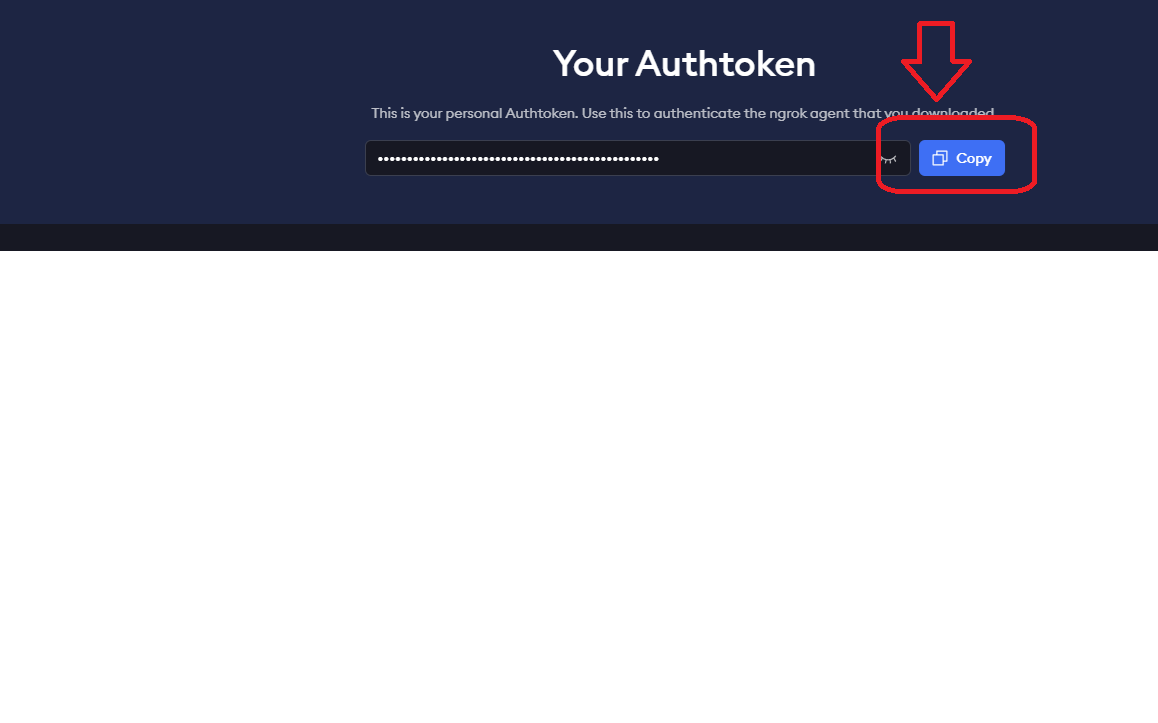 Your Authtoken
This is your personal Authtoken. Use this to authenticate the ngrok agent that you downloaded.
••••••••••••••••••••••••••••••••••••••••••••••••• Copy